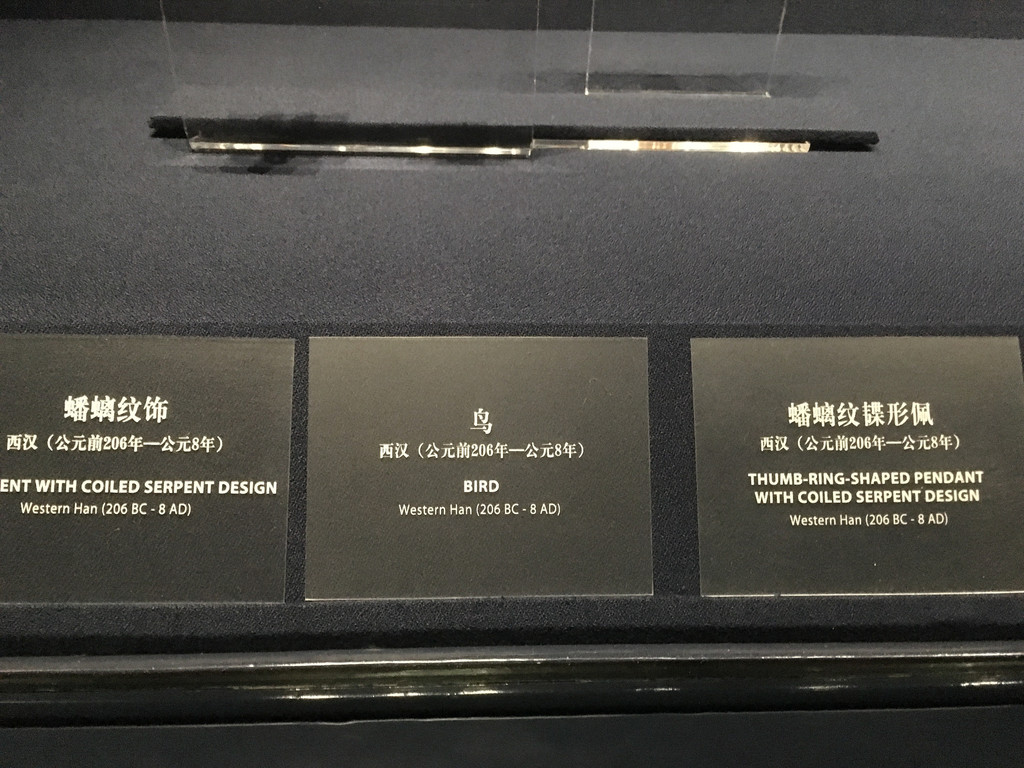 蟠螭纹饰
西汉（公元前206年—公元8年）
ENT WITH COILED SERPENT DESIGN
Western Han (206 BC - 8 AD)
鸟
西汉（公元前206年—公元8年）
BIRD
Western Han (206 BC - 8 AD)
蟠螭纹韘形佩
西汉（公元前206年—公元8年）
THUMB-RING-SHAPED PENDANT
WITH COILED SERPENT DESIGN
Western Han (206 BC - 8 AD)